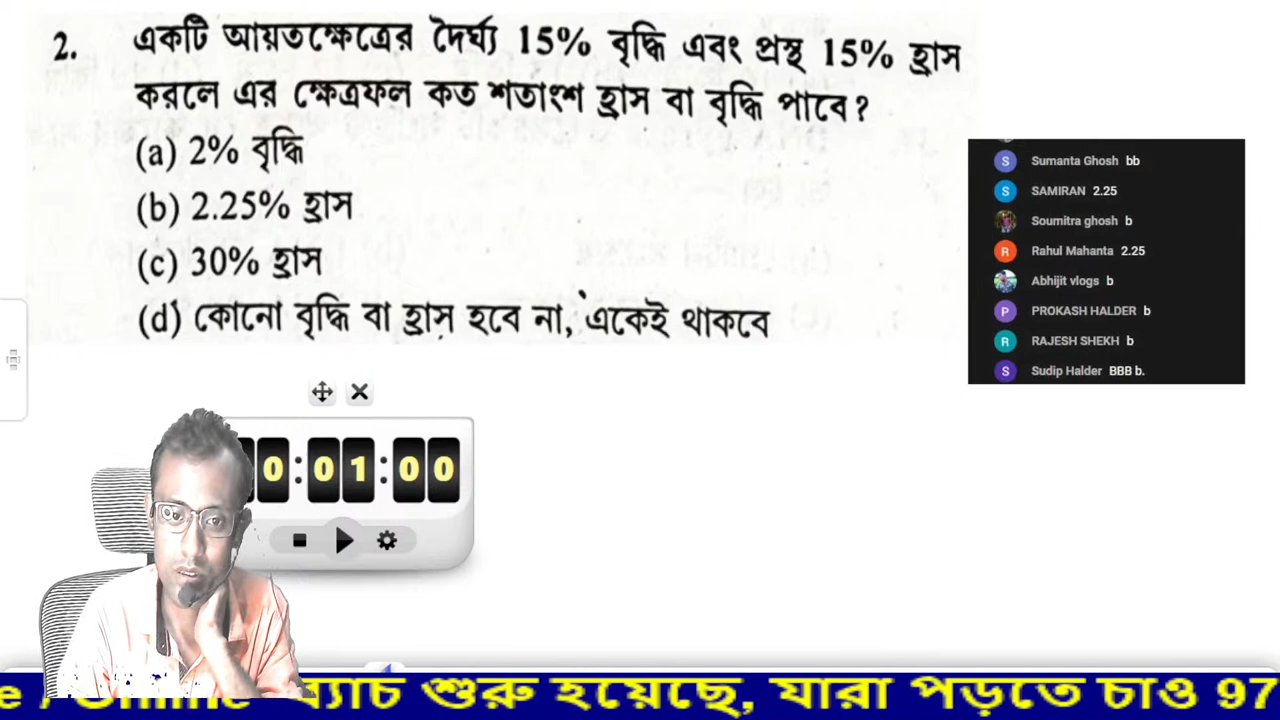 2. একটি আয়তক্ষেত্রের দৈর্ঘ্য 15% বৃদ্ধি এবং প্রস্থ 15% হ্রাস
করলে এর ক্ষেত্রফল কত শতাংশ হ্রাস বা বৃদ্ধি পাবে?
(a) 2% বৃদ্ধি
(b) 2.25% হ্রাস
(c) 30% হ্রাস
(d) কোনো বৃদ্ধি বা হ্রাস হবে না, একেই থাকবে
S Sumanta Ghosh bb
S SAMIRAN 2.25
Soumitra ghosh b
R Rahul Mahanta 2.25
Abhijit vlogs b
P PROKASH HALDER b
R RAJESH SHEKH b
S Sudip Halder BBB b.
0:01:00
ব্যাচ শুরু হয়েছে, যারা পড়তে চাও 97